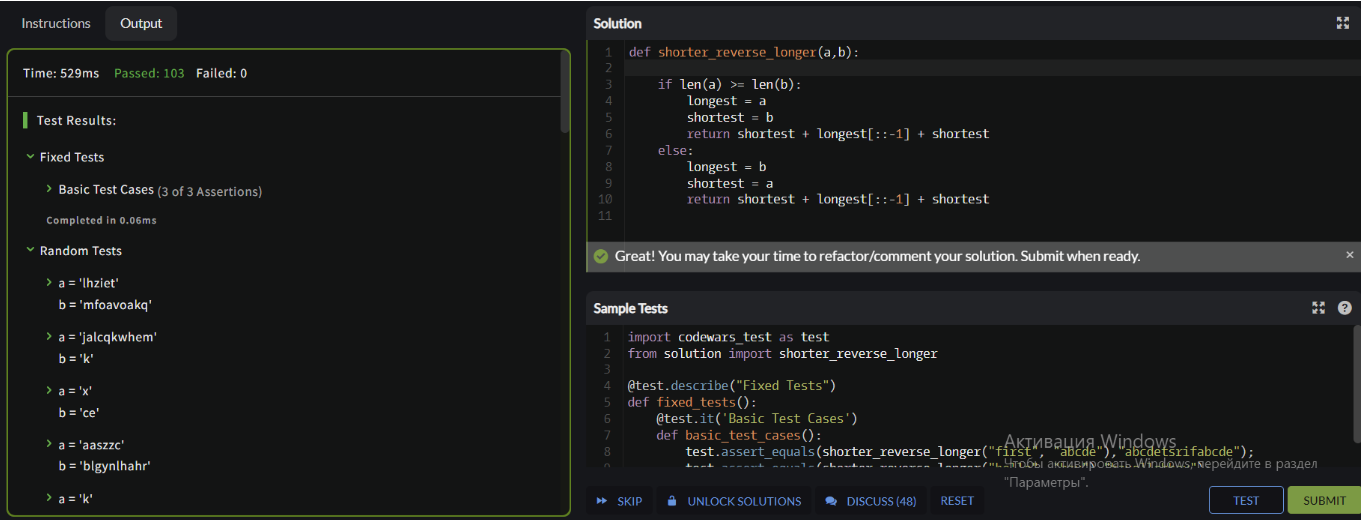 Instructions
Output
Time: 529ms Passed: 103 Failed: 0
Test Results:
Fixed Tests
Basic Test Cases (3 of 3 Assertions)
Completed in 0.06ms
Random Tests
a = 'lhziet'
b = 'mfoavoakq'
a = 'jalcqkwhem'
b = 'k'
a = 'x'
b = 'ce'
a = 'aaszzc'
b = 'blgynlhahr'
a = 'k'
Solution
1 def shorter_reverse_longer(a,b):
2
3     if len(a) >= len(b):
4         longest = a
5         shortest = b
6         return shortest + longest[::-1] + shortest
7     else:
8         longest = b
9         shortest = a
10         return shortest + longest[::-1] + shortest
11
Great! You may take your time to refactor/comment your solution. Submit when ready.
Sample Tests
1 import codewars_test as test
2 from solution import shorter_reverse_longer
3
4 @test.describe("Fixed Tests")
5 def fixed_tests():
6     @test.it('Basic Test Cases')
7     def basic_test_cases():
8         test.assert_equals(shorter_reverse_longer("first", "abcde"),"abcdetsrifabcde");
test.assert_equals(shorter_reverse_longer(
Активация Windows
Чтобы активировать Windows, перейдите в раздел
"Параметры".
SKIP
UNLOCK SOLUTIONS
DISCUSS (48)
RESET
TEST
SUBMIT